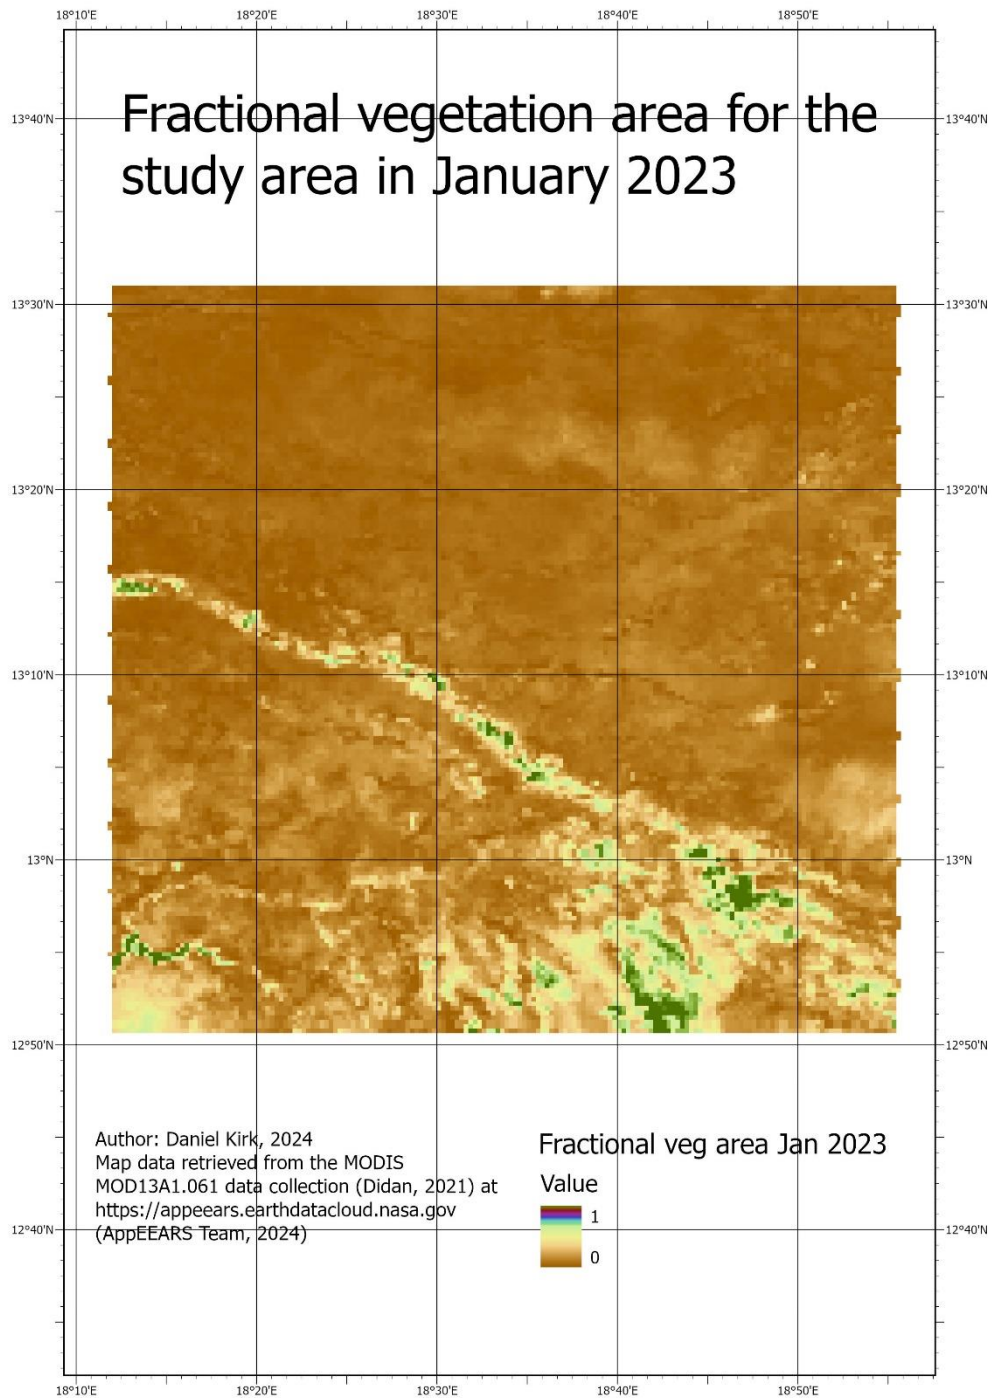 18°10'E 18°20'E 18°30'E 18°40'E 18°50'E
Fractional vegetation area for the
study area in January 2023
13°40'N 13°40'N
13°30'N 13°30'N
13°20'N 13°20'N
13°10'N 13°10'N
13°N 13°N
12°50'N 12°50'N
Author: Daniel Kirk, 2024
Map data retrieved from the MODIS
MOD13A1.061 data collection (Didan, 2021) at
https://appeears.earthdatacloud.nasa.gov
(AppEEARS Team, 2024)
Fractional veg area Jan 2023
Value
1
0
12°40'N 12°40'N
18°10'E 18°20'E 18°30'E 18°40'E 18°50'E